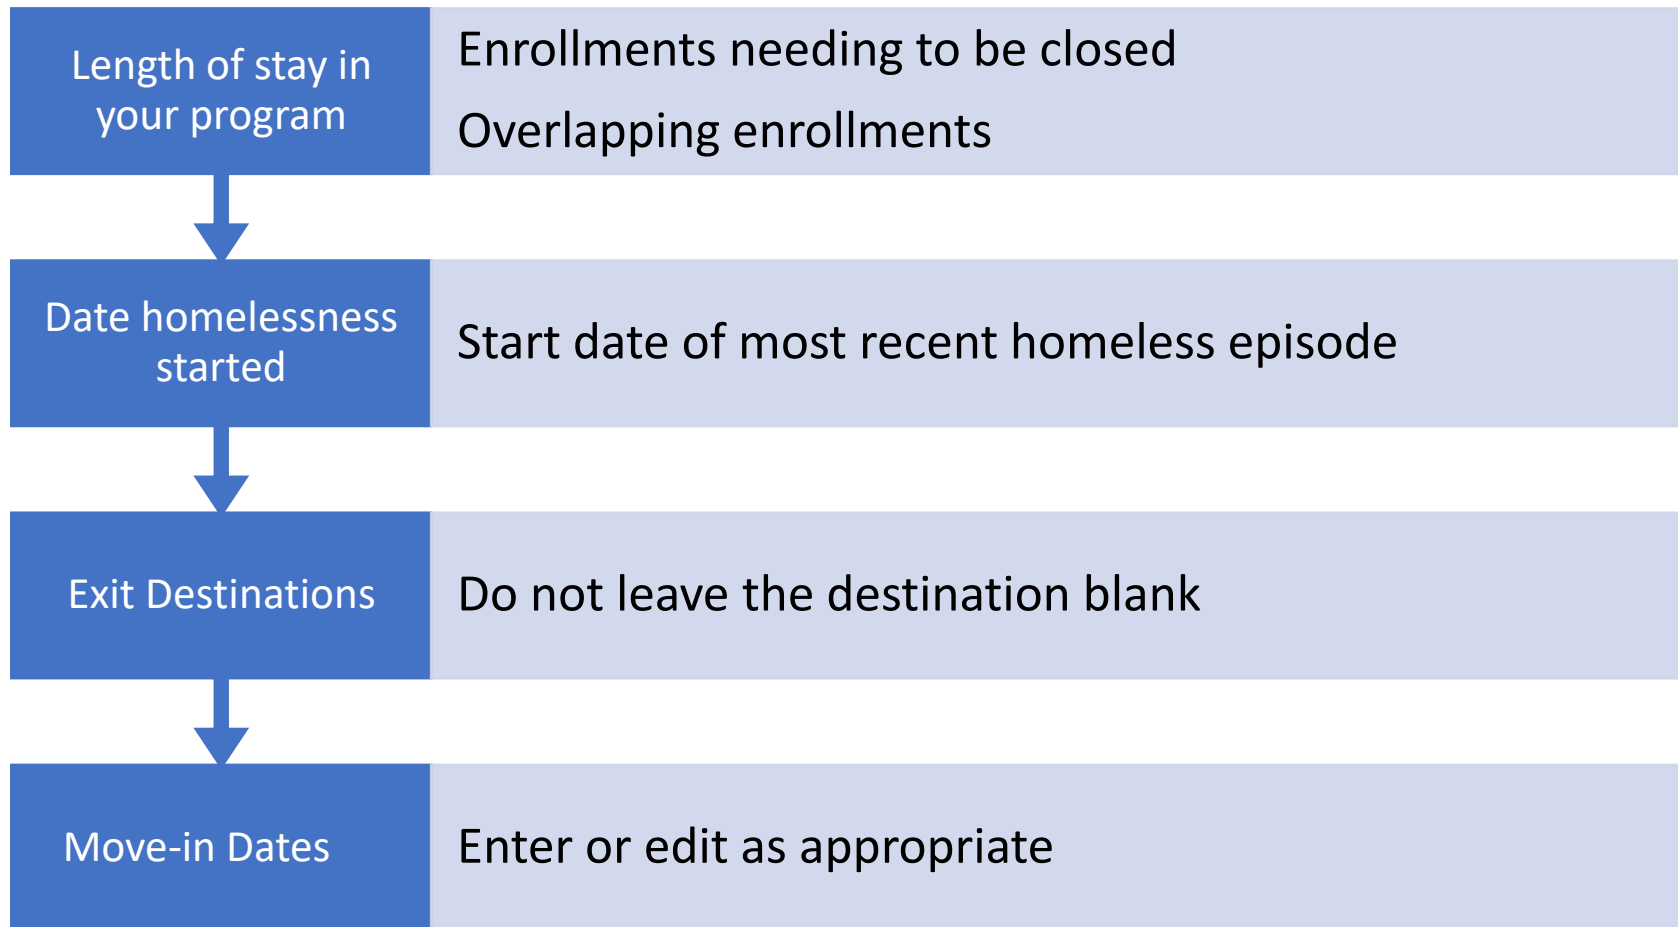 Length of stay in
your program
Enrollments needing to be closed
Overlapping enrollments
Date homelessness
started
Start date of most recent homeless episode
Exit Destinations
Do not leave the destination blank
Move-in Dates
Enter or edit as appropriate